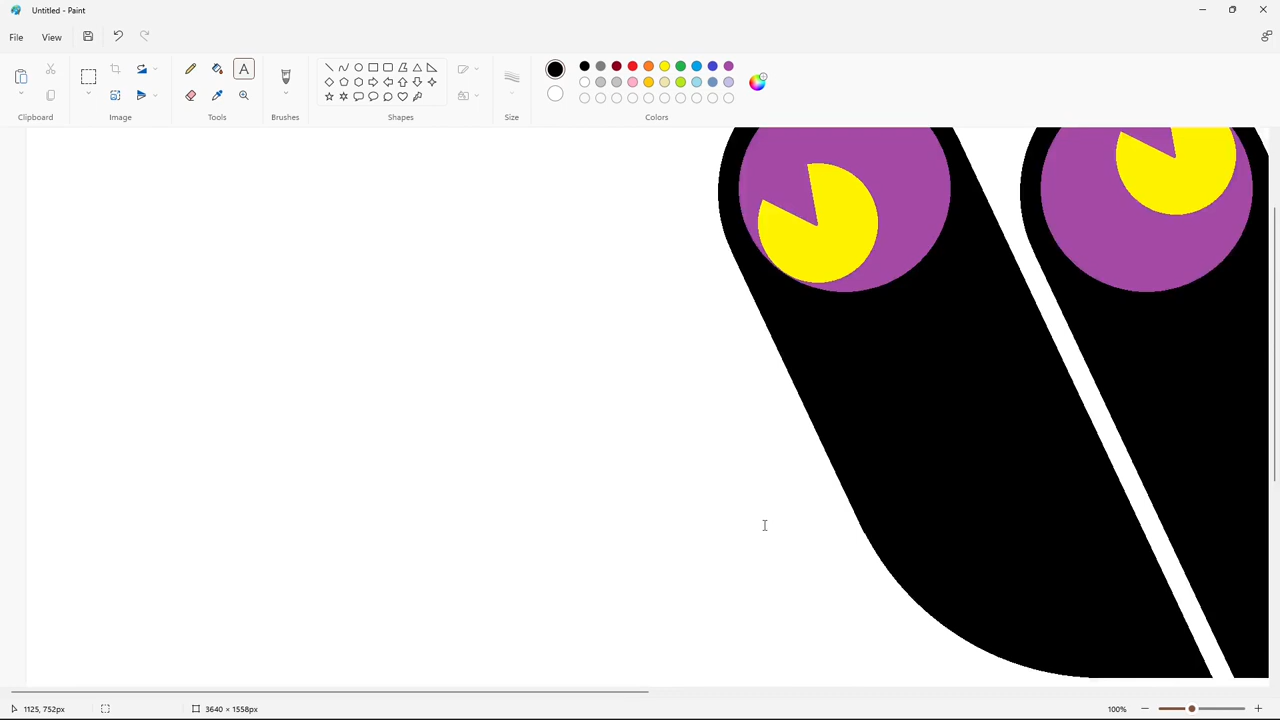 Untitled - Paint
File View
Clipboard Image Tools Brushes Shapes Size Colors
A
1125, 752px 3640 × 1558px 100%